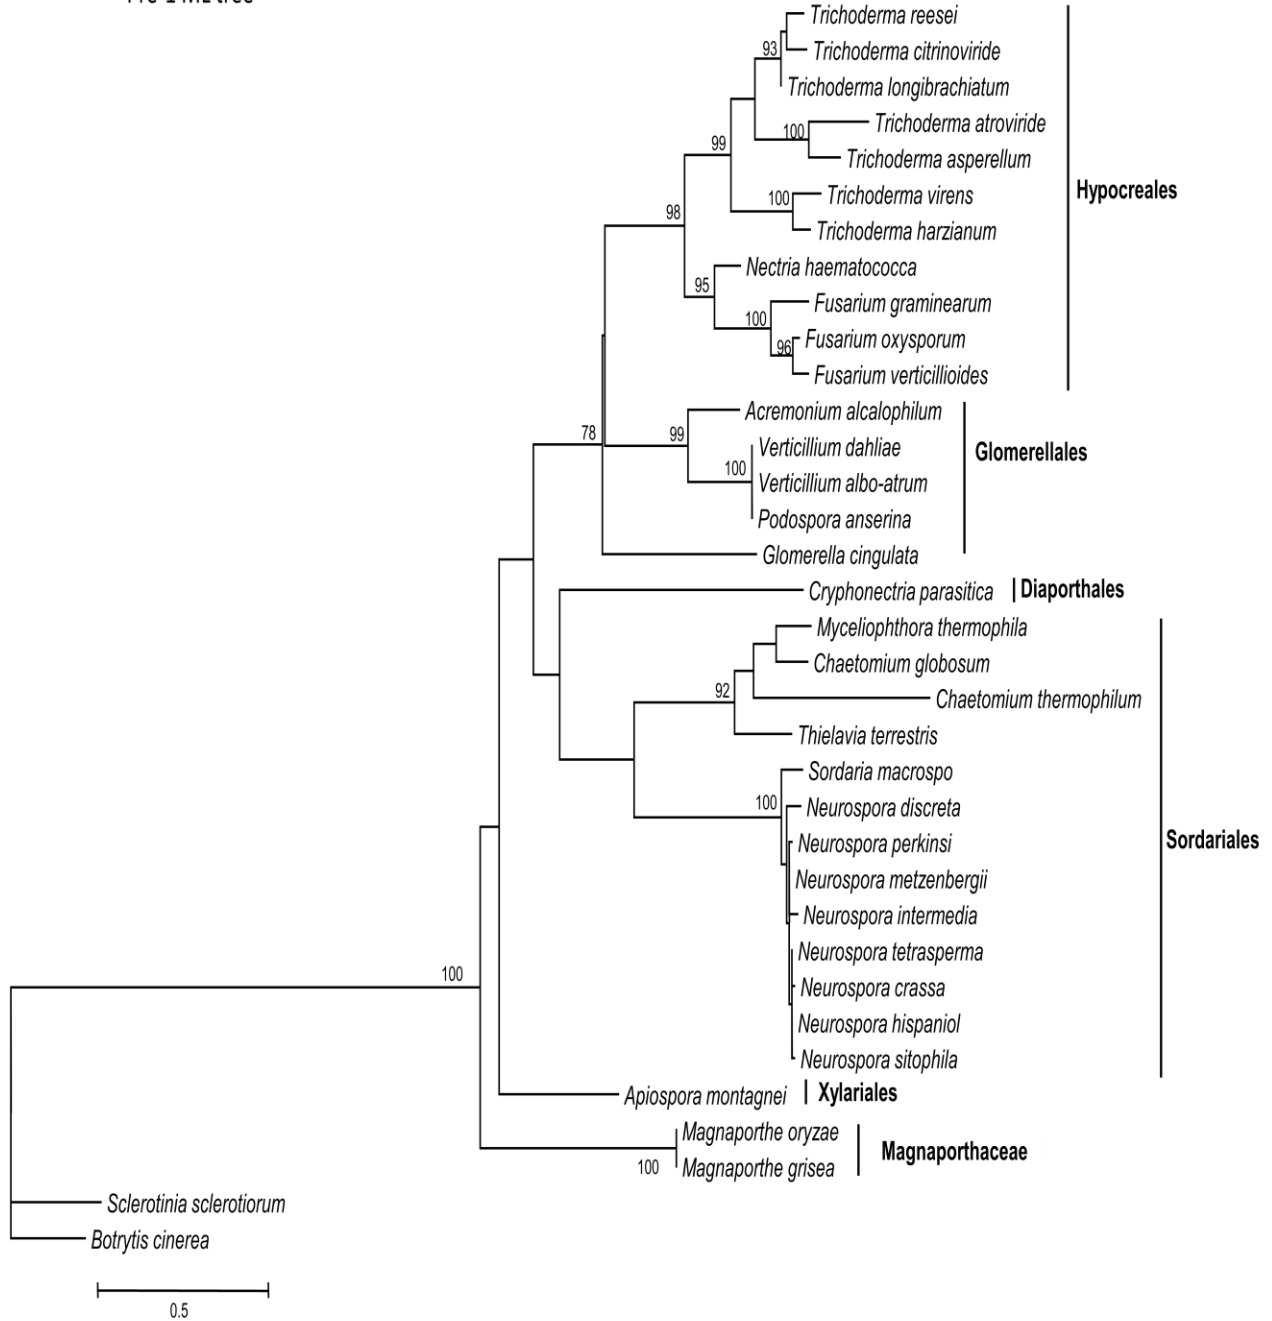 Trichoderma reesei
93
Trichoderma citrinoviride
Trichoderma longibrachiatum
100
Trichoderma atroviride
99
Trichoderma asperellum
Hypocreales
100
Trichoderma virens
98
Trichoderma harzianum
Nectria haematococca
95
Fusarium graminearum
100
Fusarium oxysporum
96
Fusarium verticillioides
Acremonium alcalophilum
78
99
Verticillium dahliae
Glomerellales
100
Verticillium albo-atrum
Podospora anserina
Glomerella cingulata
Cryphonectria parasitica
Diaporthales
Myceliophthora thermophila
Chaetomium globosum
92
Chaetomium thermophilum
Thielavia terrestris
Sordaria macrospo
100
Neurospora discreta
Neurospora perkinsi
Sordariales
Neurospora metzenbergii
Neurospora intermedia
Neurospora tetrasperma
100
Neurospora crassa
Neurospora hispaniol
Neurospora sitophila
Apiospora montagnei
Xylariales
Magnaporthe oryzae
Magnaporthaceae
100
Magnaporthe grisea
Sclerotinia sclerotiorum
Botrytis cinerea
0.5